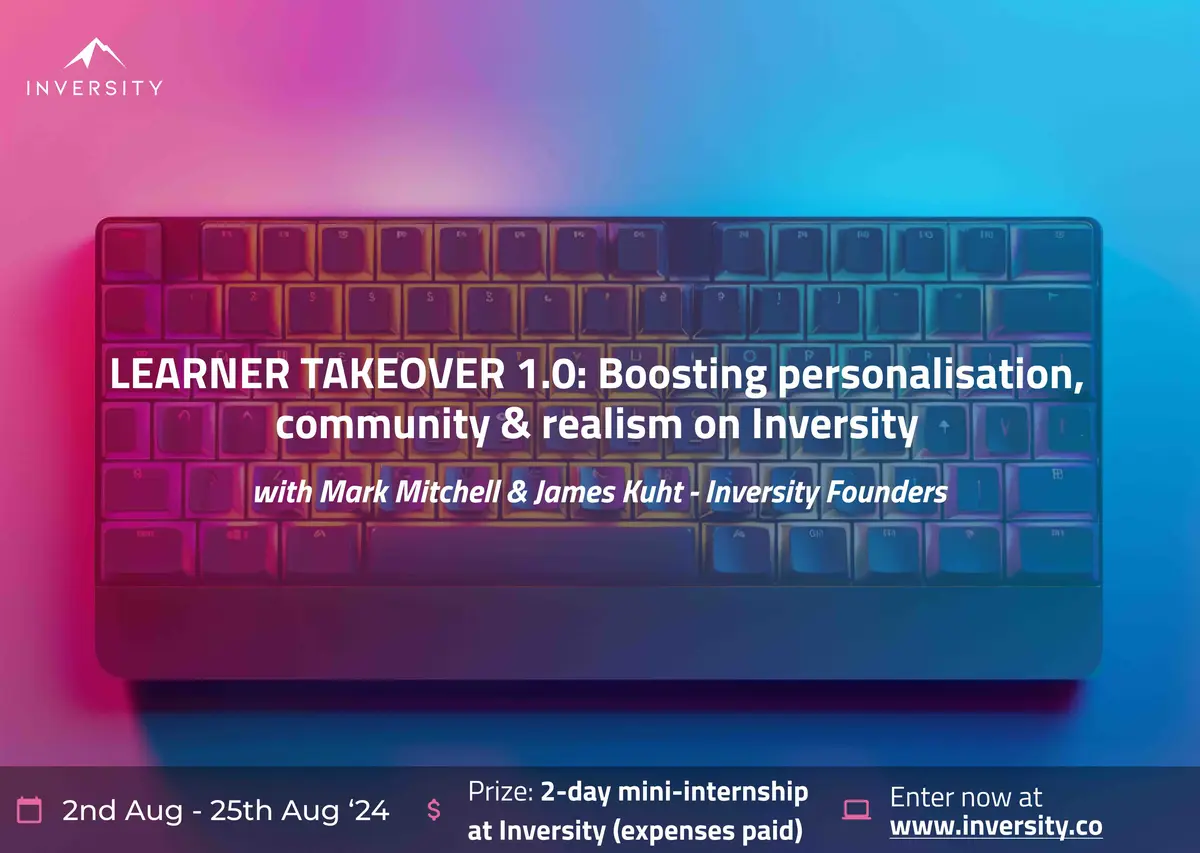 INVERSITY
LEARNER TAKEOVER 1.0: Boosting personalisation,
community & realism on Inversity
with Mark Mitchell & James Kuht - Inversity Founders
2nd Aug - 25th Aug ‘24
$
Prize: 2-day mini-internship
at Inversity (expenses paid)
Enter now at
www.inversity.co